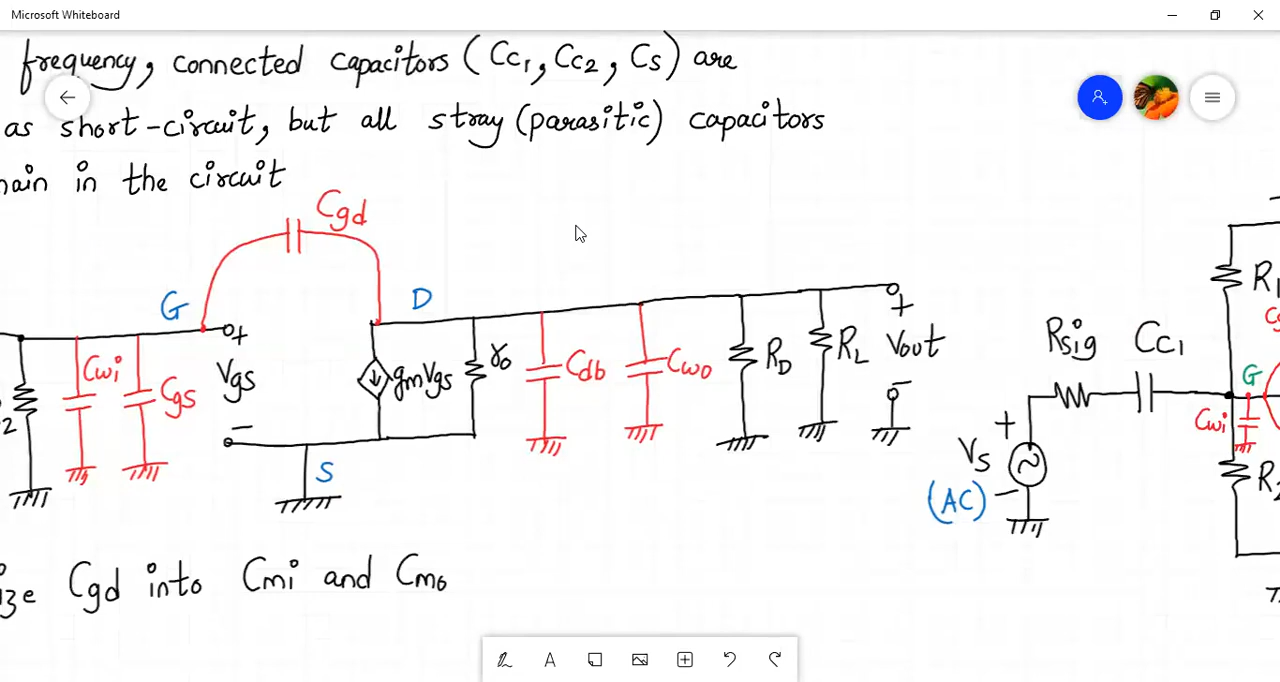 Microsoft Whiteboard
frequency, connected capacitors (Cc1, Cc2, Cs) are
as short-circuit, but all stray (parasitic) capacitors
in the circuit
Cgd
G
D
+
Cwi
Cgs
Vgs
-
gmVgs
ro
Cdb
Cwo
RD
RL
+
Vout
-
S
Rsig
Cc1
R1
G
Cwi
+
Vs
-
(AC)
R2
Cgd into Cmi and Cmo